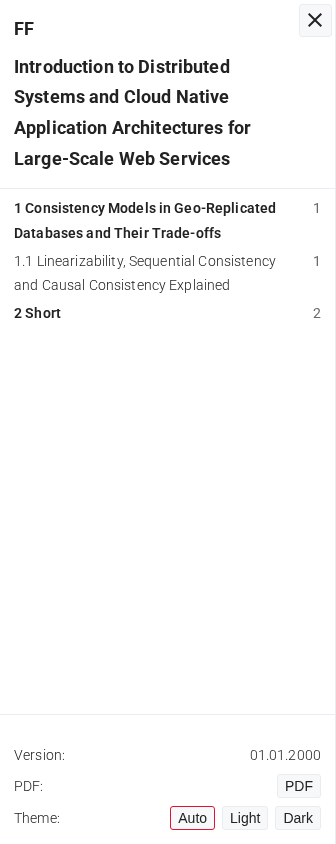 FF
Introduction to Distributed
Systems and Cloud Native
Application Architectures for
Large-Scale Web Services
1 Consistency Models in Geo-Replicated 1
Databases and Their Trade-offs
1.1 Linearizability, Sequential Consistency 1
and Causal Consistency Explained
2 Short 2
Version: 01.01.2000
PDF: PDF
Theme: Auto Light Dark